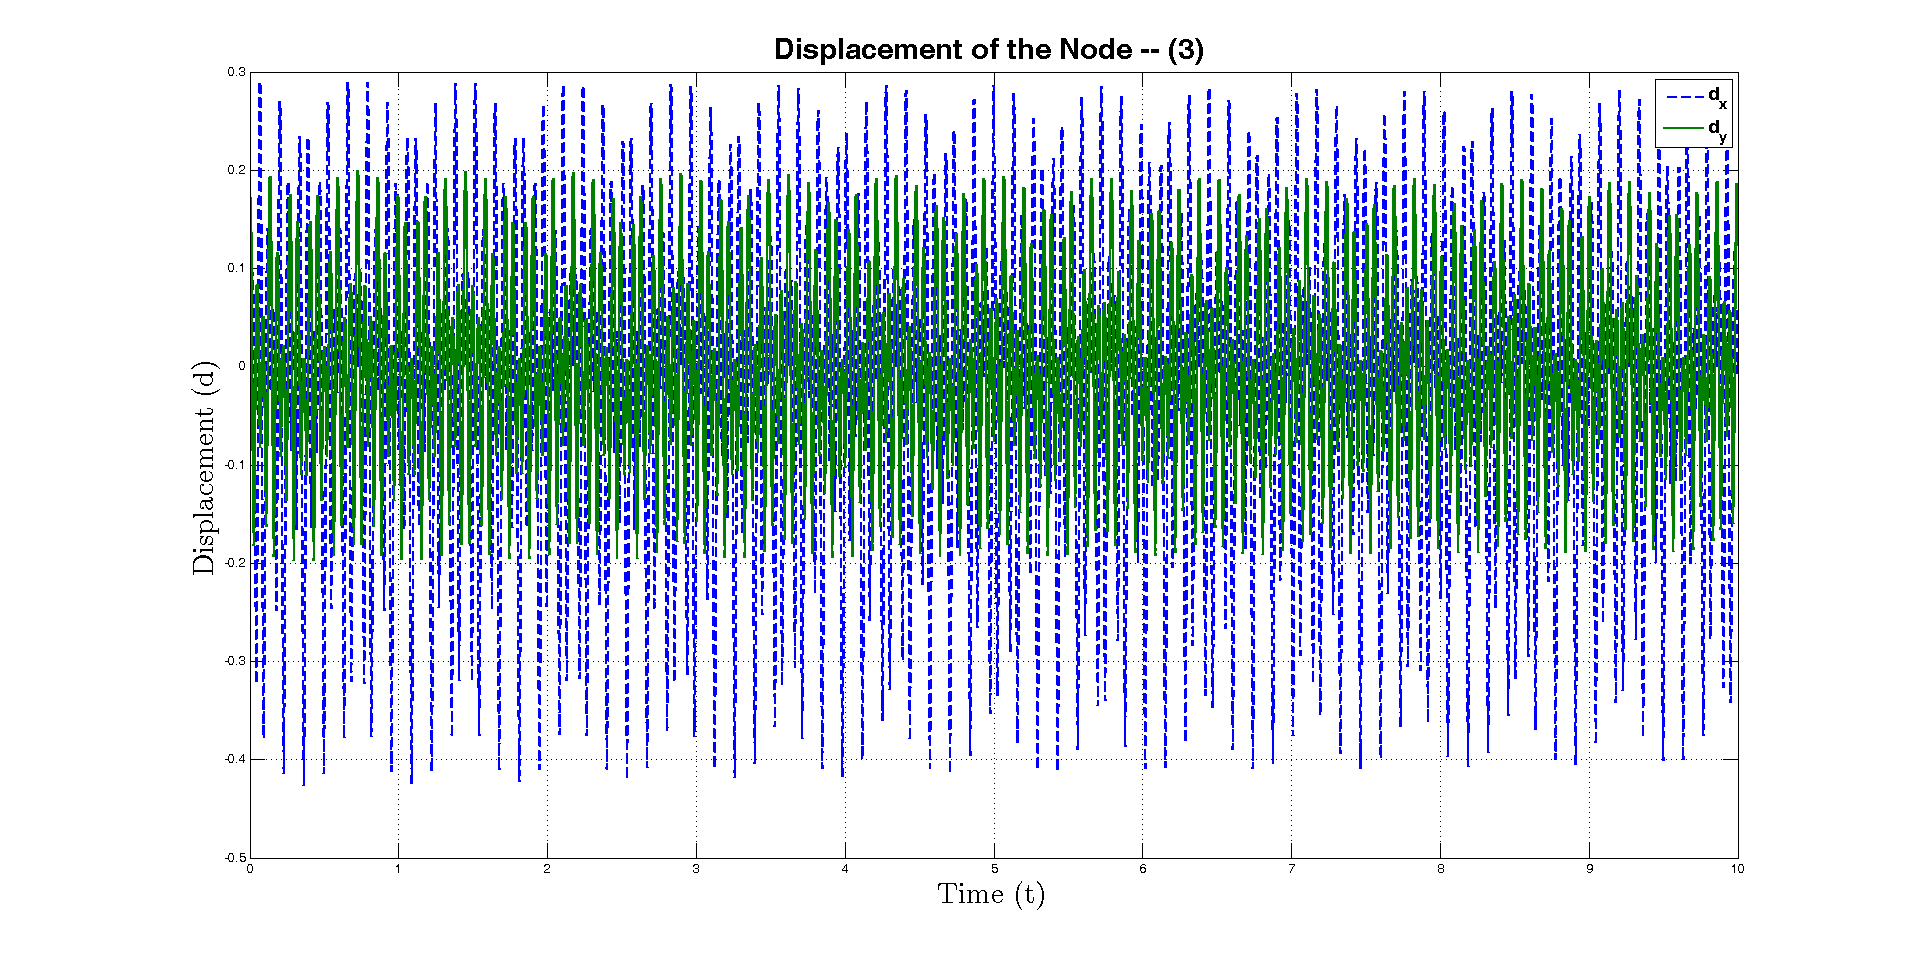 Displacement of the Node -- (3)
0.3
0.2
0.1
0
-0.1
-0.2
-0.3
-0.4
-0.5
Displacement (d)
0 1 2 3 4 5 6 7 8 9 10
Time (t)
dx
dy